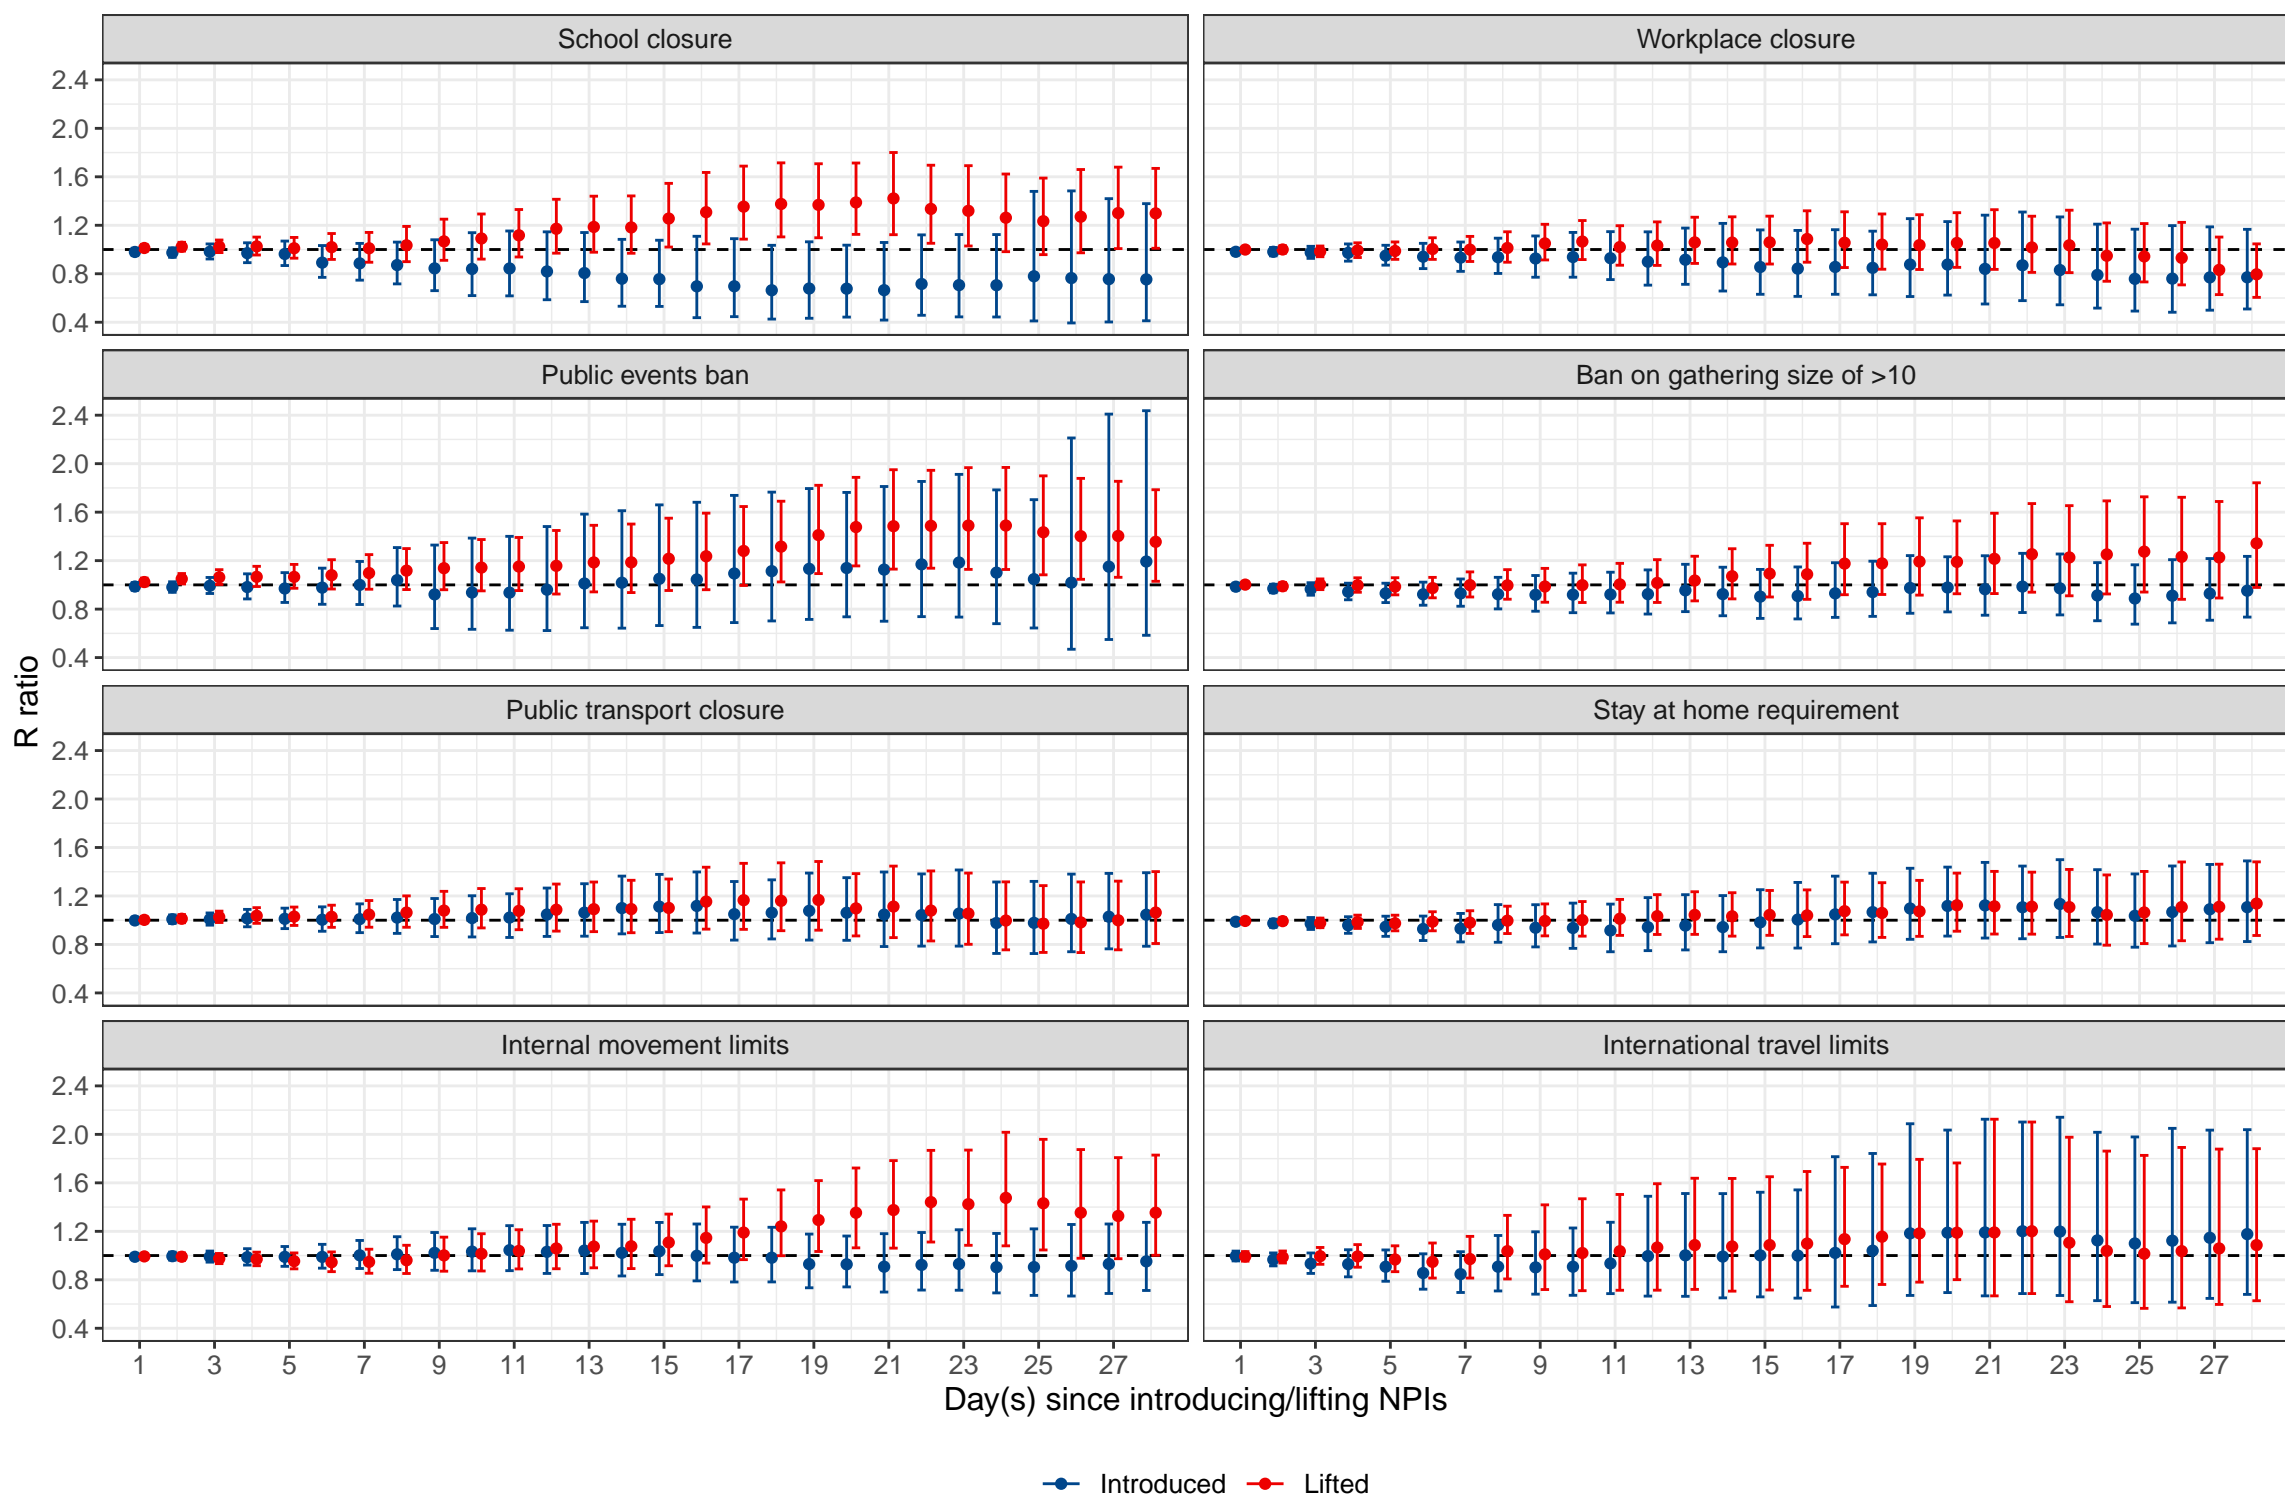 School closure
Workplace closure
2.4
2.0
1.6
1.2
0.8
0.4
Public events ban
Ban on gathering size of >10
2.4
2.0
1.6
1.2
0.8
0.4
R ratio
Public transport closure
Stay at home requirement
2.4
2.0
1.6
1.2
0.8
0.4
Internal movement limits
International travel limits
2.4
2.0
1.6
1.2
0.8
0.4
1 3 5 7 9 11 13 15 17 19 21 23 25 27
1 3 5 7 9 11 13 15 17 19 21 23 25 27
Day(s) since introducing/lifting NPIs
Introduced Lifted